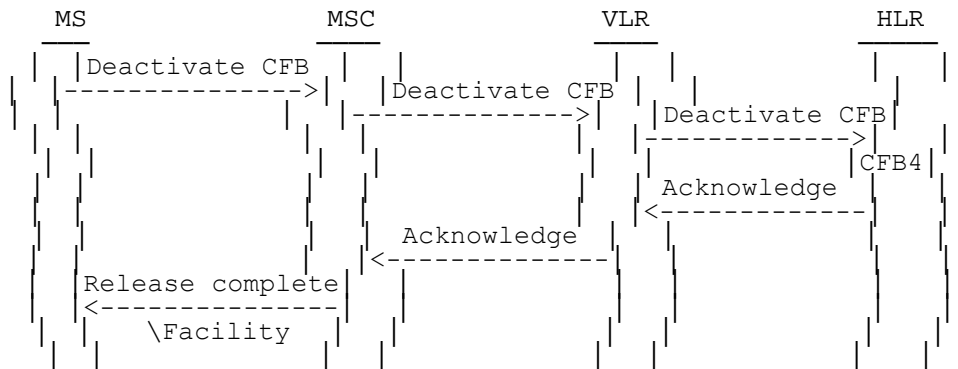 MS MSC VLR HLR
Deactivate CFB
Deactivate CFB
Deactivate CFB
CFB4
Acknowledge
Acknowledge
Release complete
\Facility